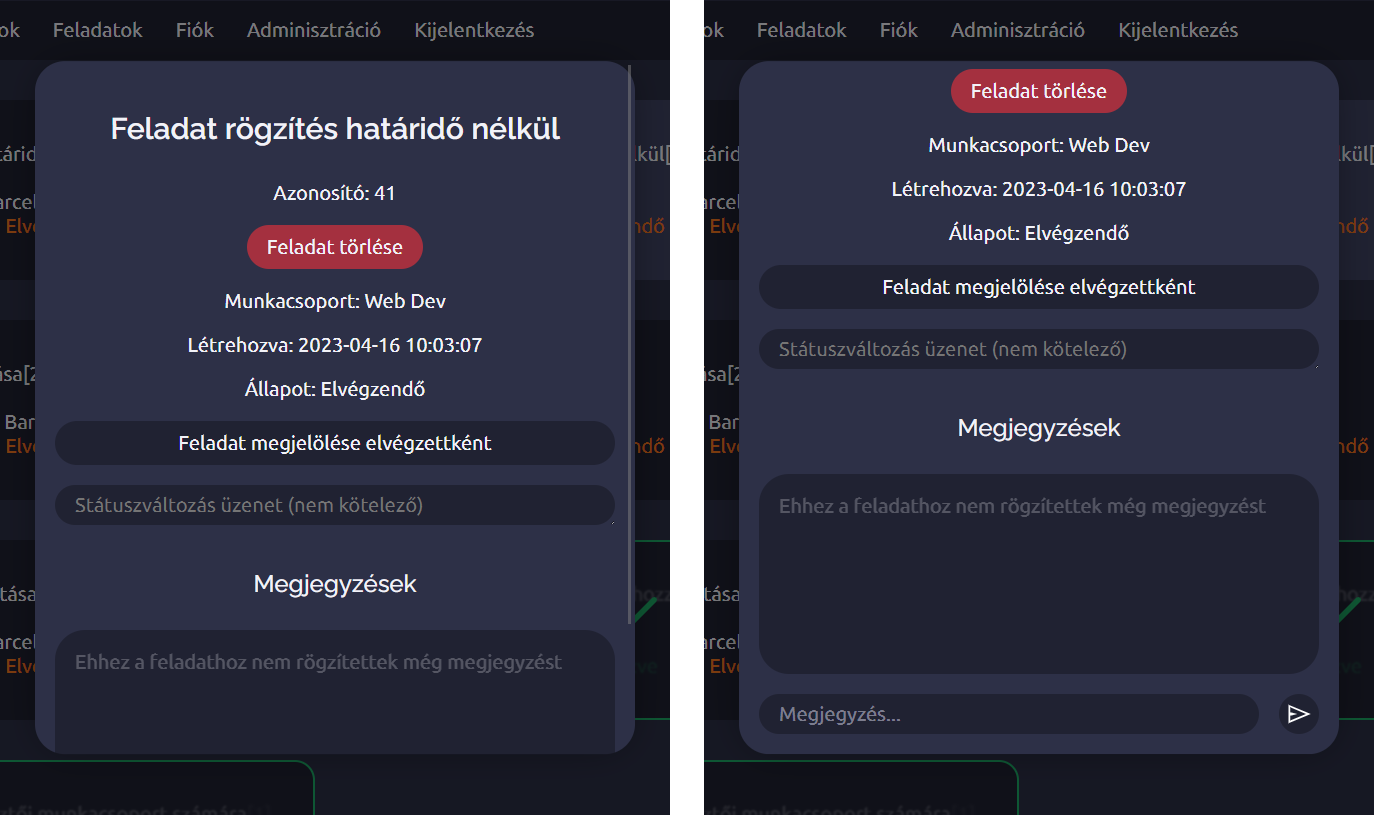 ok Feladatok Fiók Adminisztráció Kijelentkezés
Feladat rögzítés határidő nélkül
Azonosító: 41
Feladat törlése
Munkacsoport: Web Dev
Létrehozva: 2023-04-16 10:03:07
Állapot: Elvégzendő
Feladat megjelölése elvégzettként
Státuszváltozás üzenet (nem kötelező)
Megjegyzések
Ehhez a feladathoz nem rögzítettek még megjegyzést
ok Feladatok Fiók Adminisztráció Kijelentkezés
Feladat törlése
Munkacsoport: Web Dev
Létrehozva: 2023-04-16 10:03:07
Állapot: Elvégzendő
Feladat megjelölése elvégzettként
Státuszváltozás üzenet (nem kötelező)
Megjegyzések
Ehhez a feladathoz nem rögzítettek még megjegyzést
Megjegyzés...